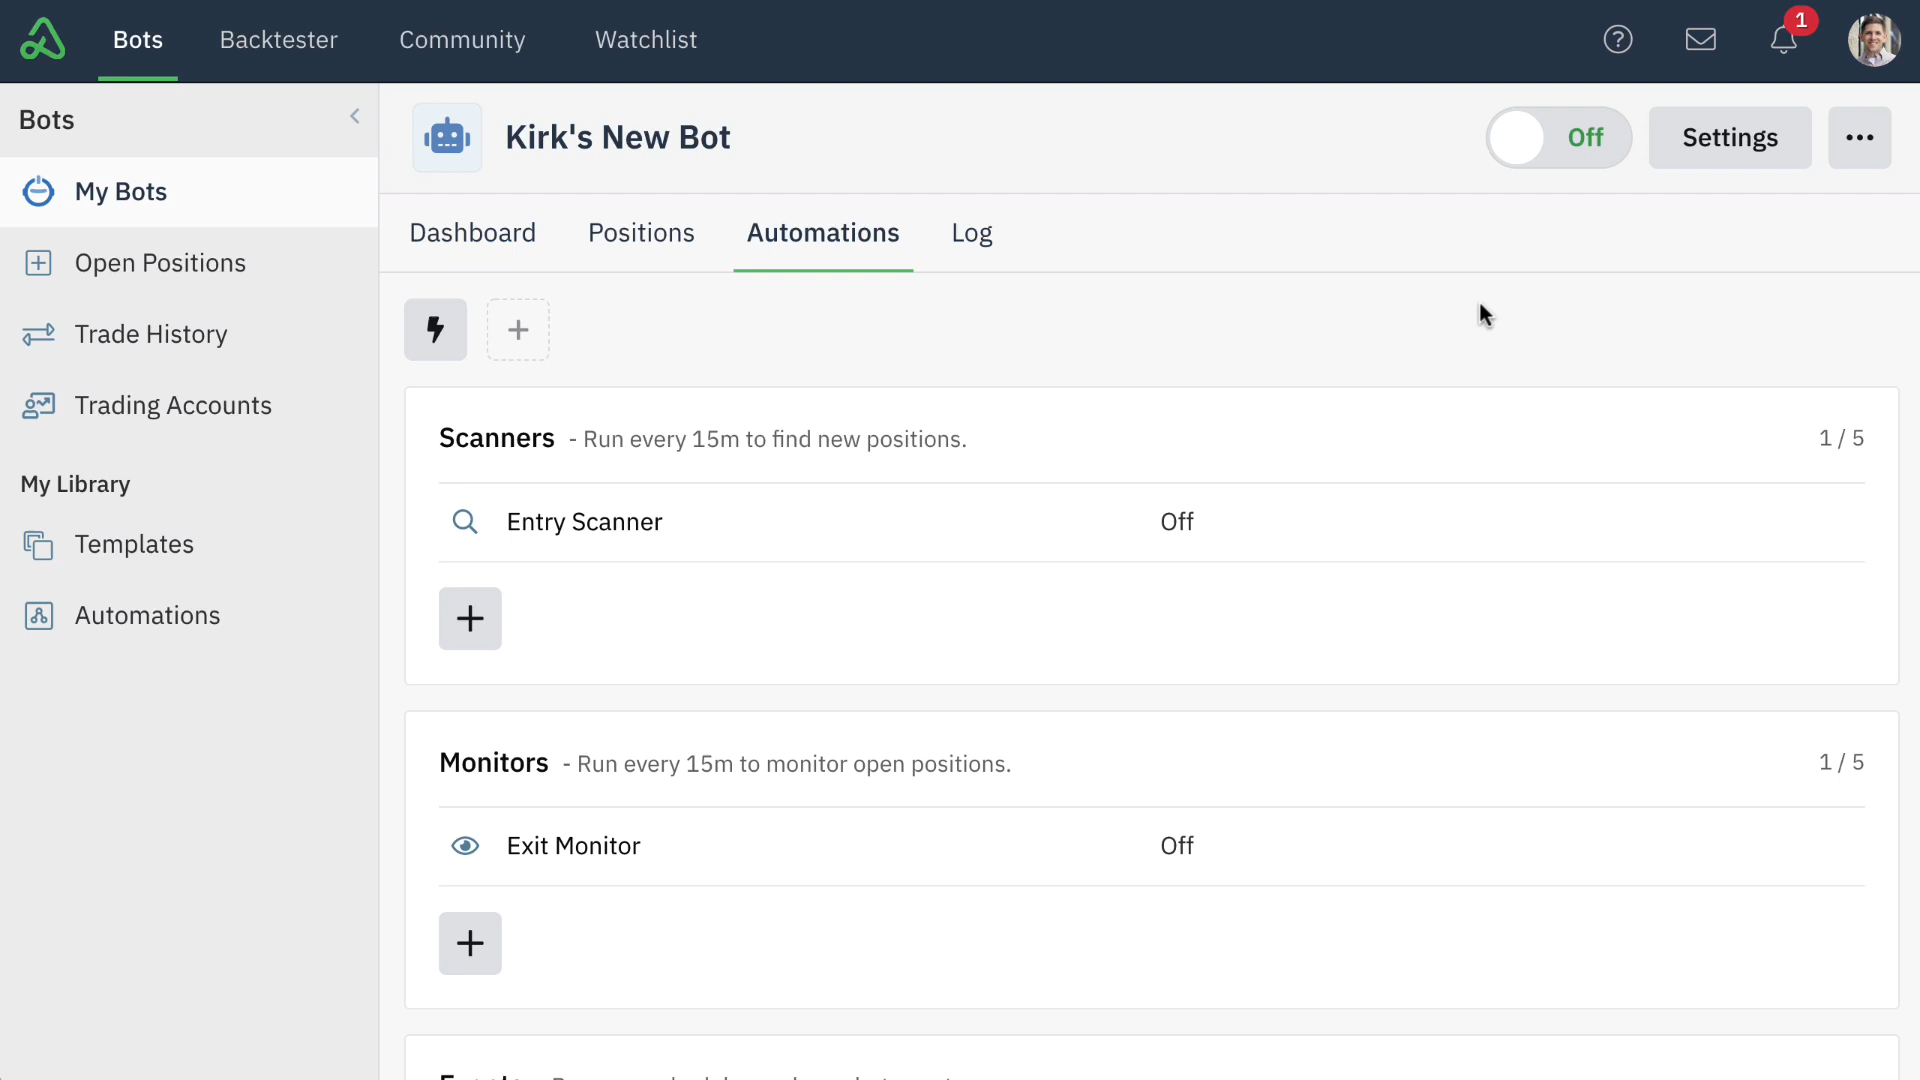 Bots
Backtester
Community
Watchlist
1
Bots
My Bots
Open Positions
Trade History
Trading Accounts
My Library
Templates
Automations
Kirk's New Bot
Off
Settings
Dashboard
Positions
Automations
Log
Scanners - Run every 15m to find new positions.
1 / 5
Entry Scanner
Off
Monitors - Run every 15m to monitor open positions.
1 / 5
Exit Monitor
Off